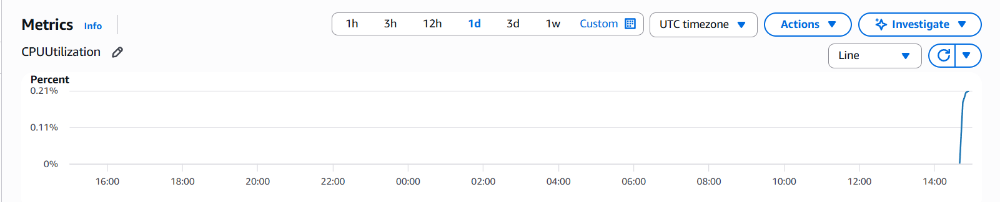 Metrics Info 1h 3h 12h 1d 3d 1w Custom UTC timezone Actions Investigate
CPUUtilization Line
Percent
0.21%
0.11%
0%
16:00 18:00 20:00 22:00 00:00 02:00 04:00 06:00 08:00 10:00 12:00 14:00